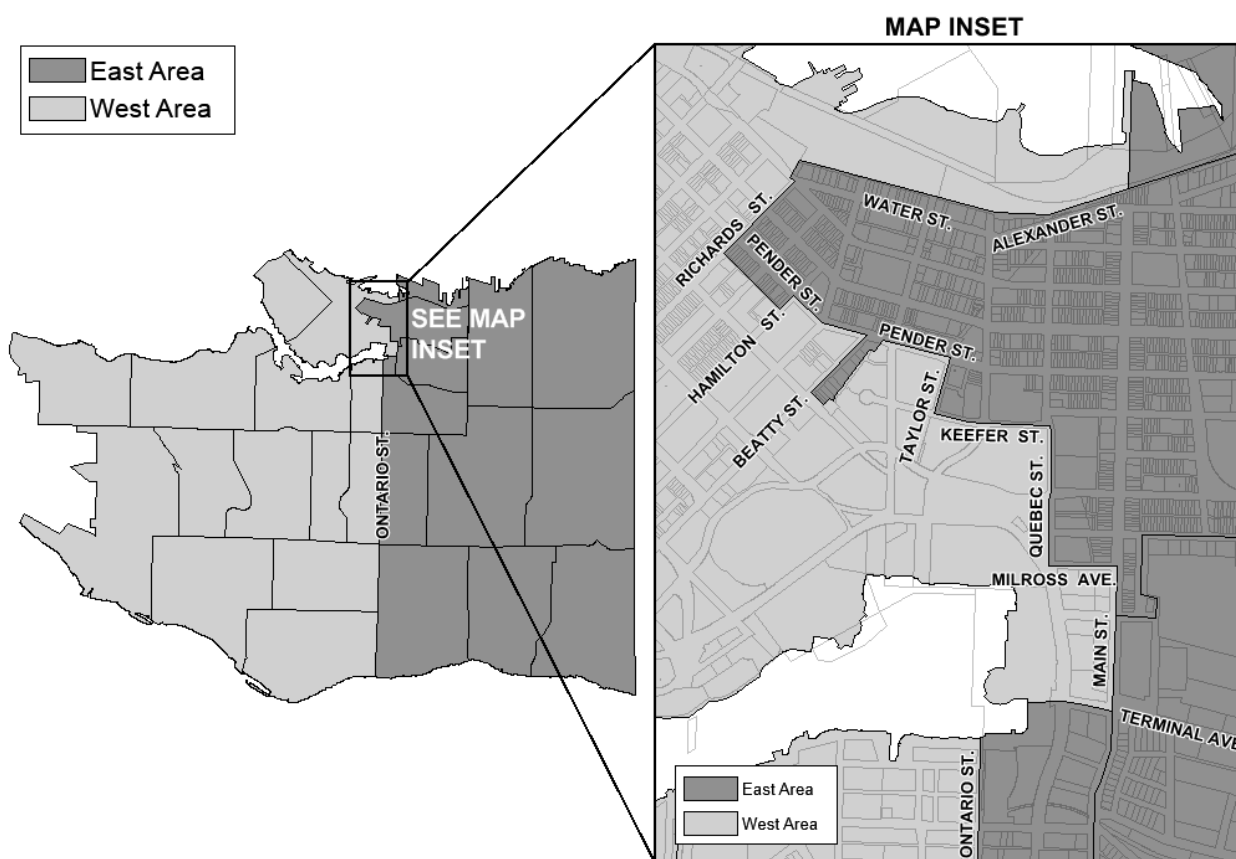 MAP INSET
East Area
West Area
SEE MAP
INSET
ONTARIO ST.
WATER ST.
ALEXANDER ST.
RICHARDS ST.
PENDER ST.
HAMILTON ST.
PENDER ST.
BEATTY ST.
TAYLOR ST.
KEEFER ST.
QUEBEC ST.
MILROSS AVE.
MAIN ST.
TERMINAL AVE
ONTARIO ST.
East Area
West Area